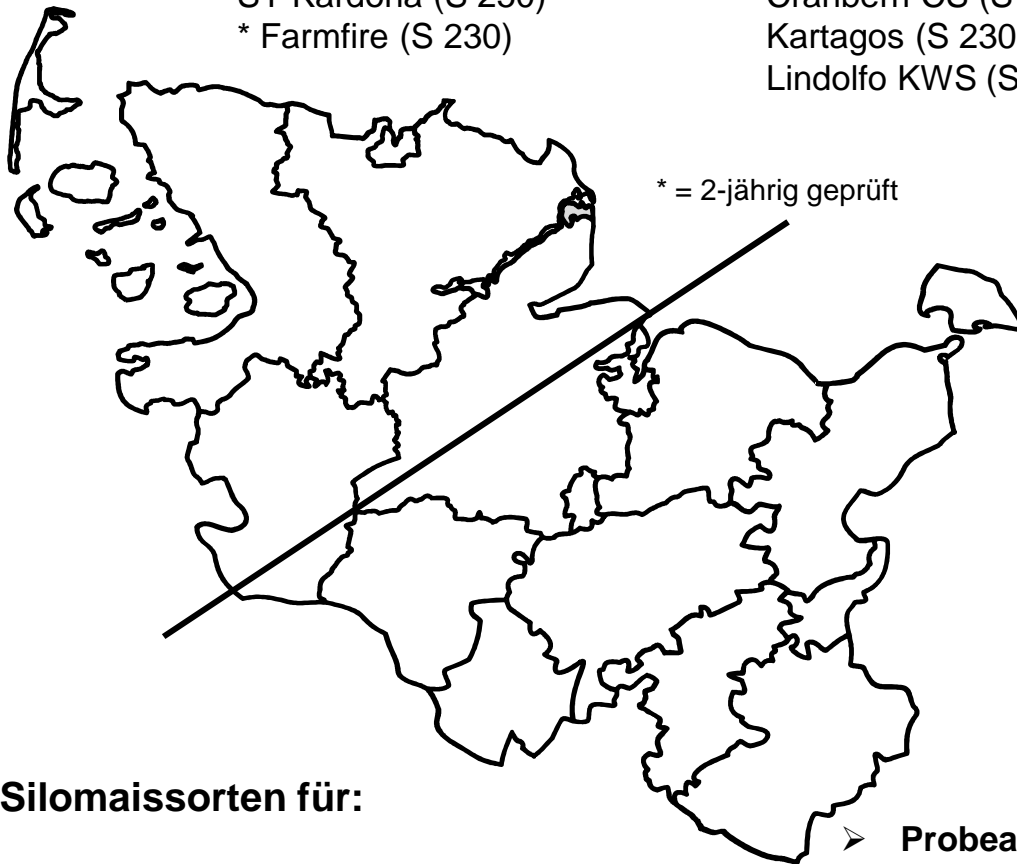 * Farmfire (S 230)
Kartagos (S 230
Lindolfo KWS (S
* = 2-jährig geprüft
Silomaissorten für:
➢ Probea